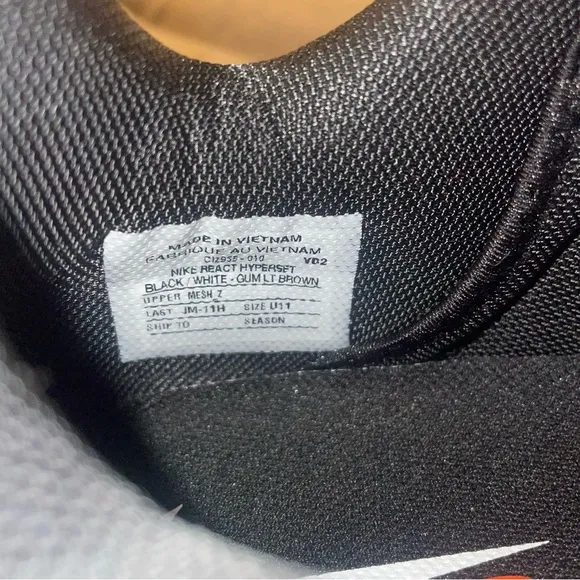 MADE IN VIETNAM
FABRIQUE AU VIETNAM
CI2955 - 010 VD2
NIKE REACT HYPERSET
BLACK / WHITE - GUM LT BROWN
UPPER MESH_Z
LAST JM-11H SIZE U11
SHIP TO SEASON